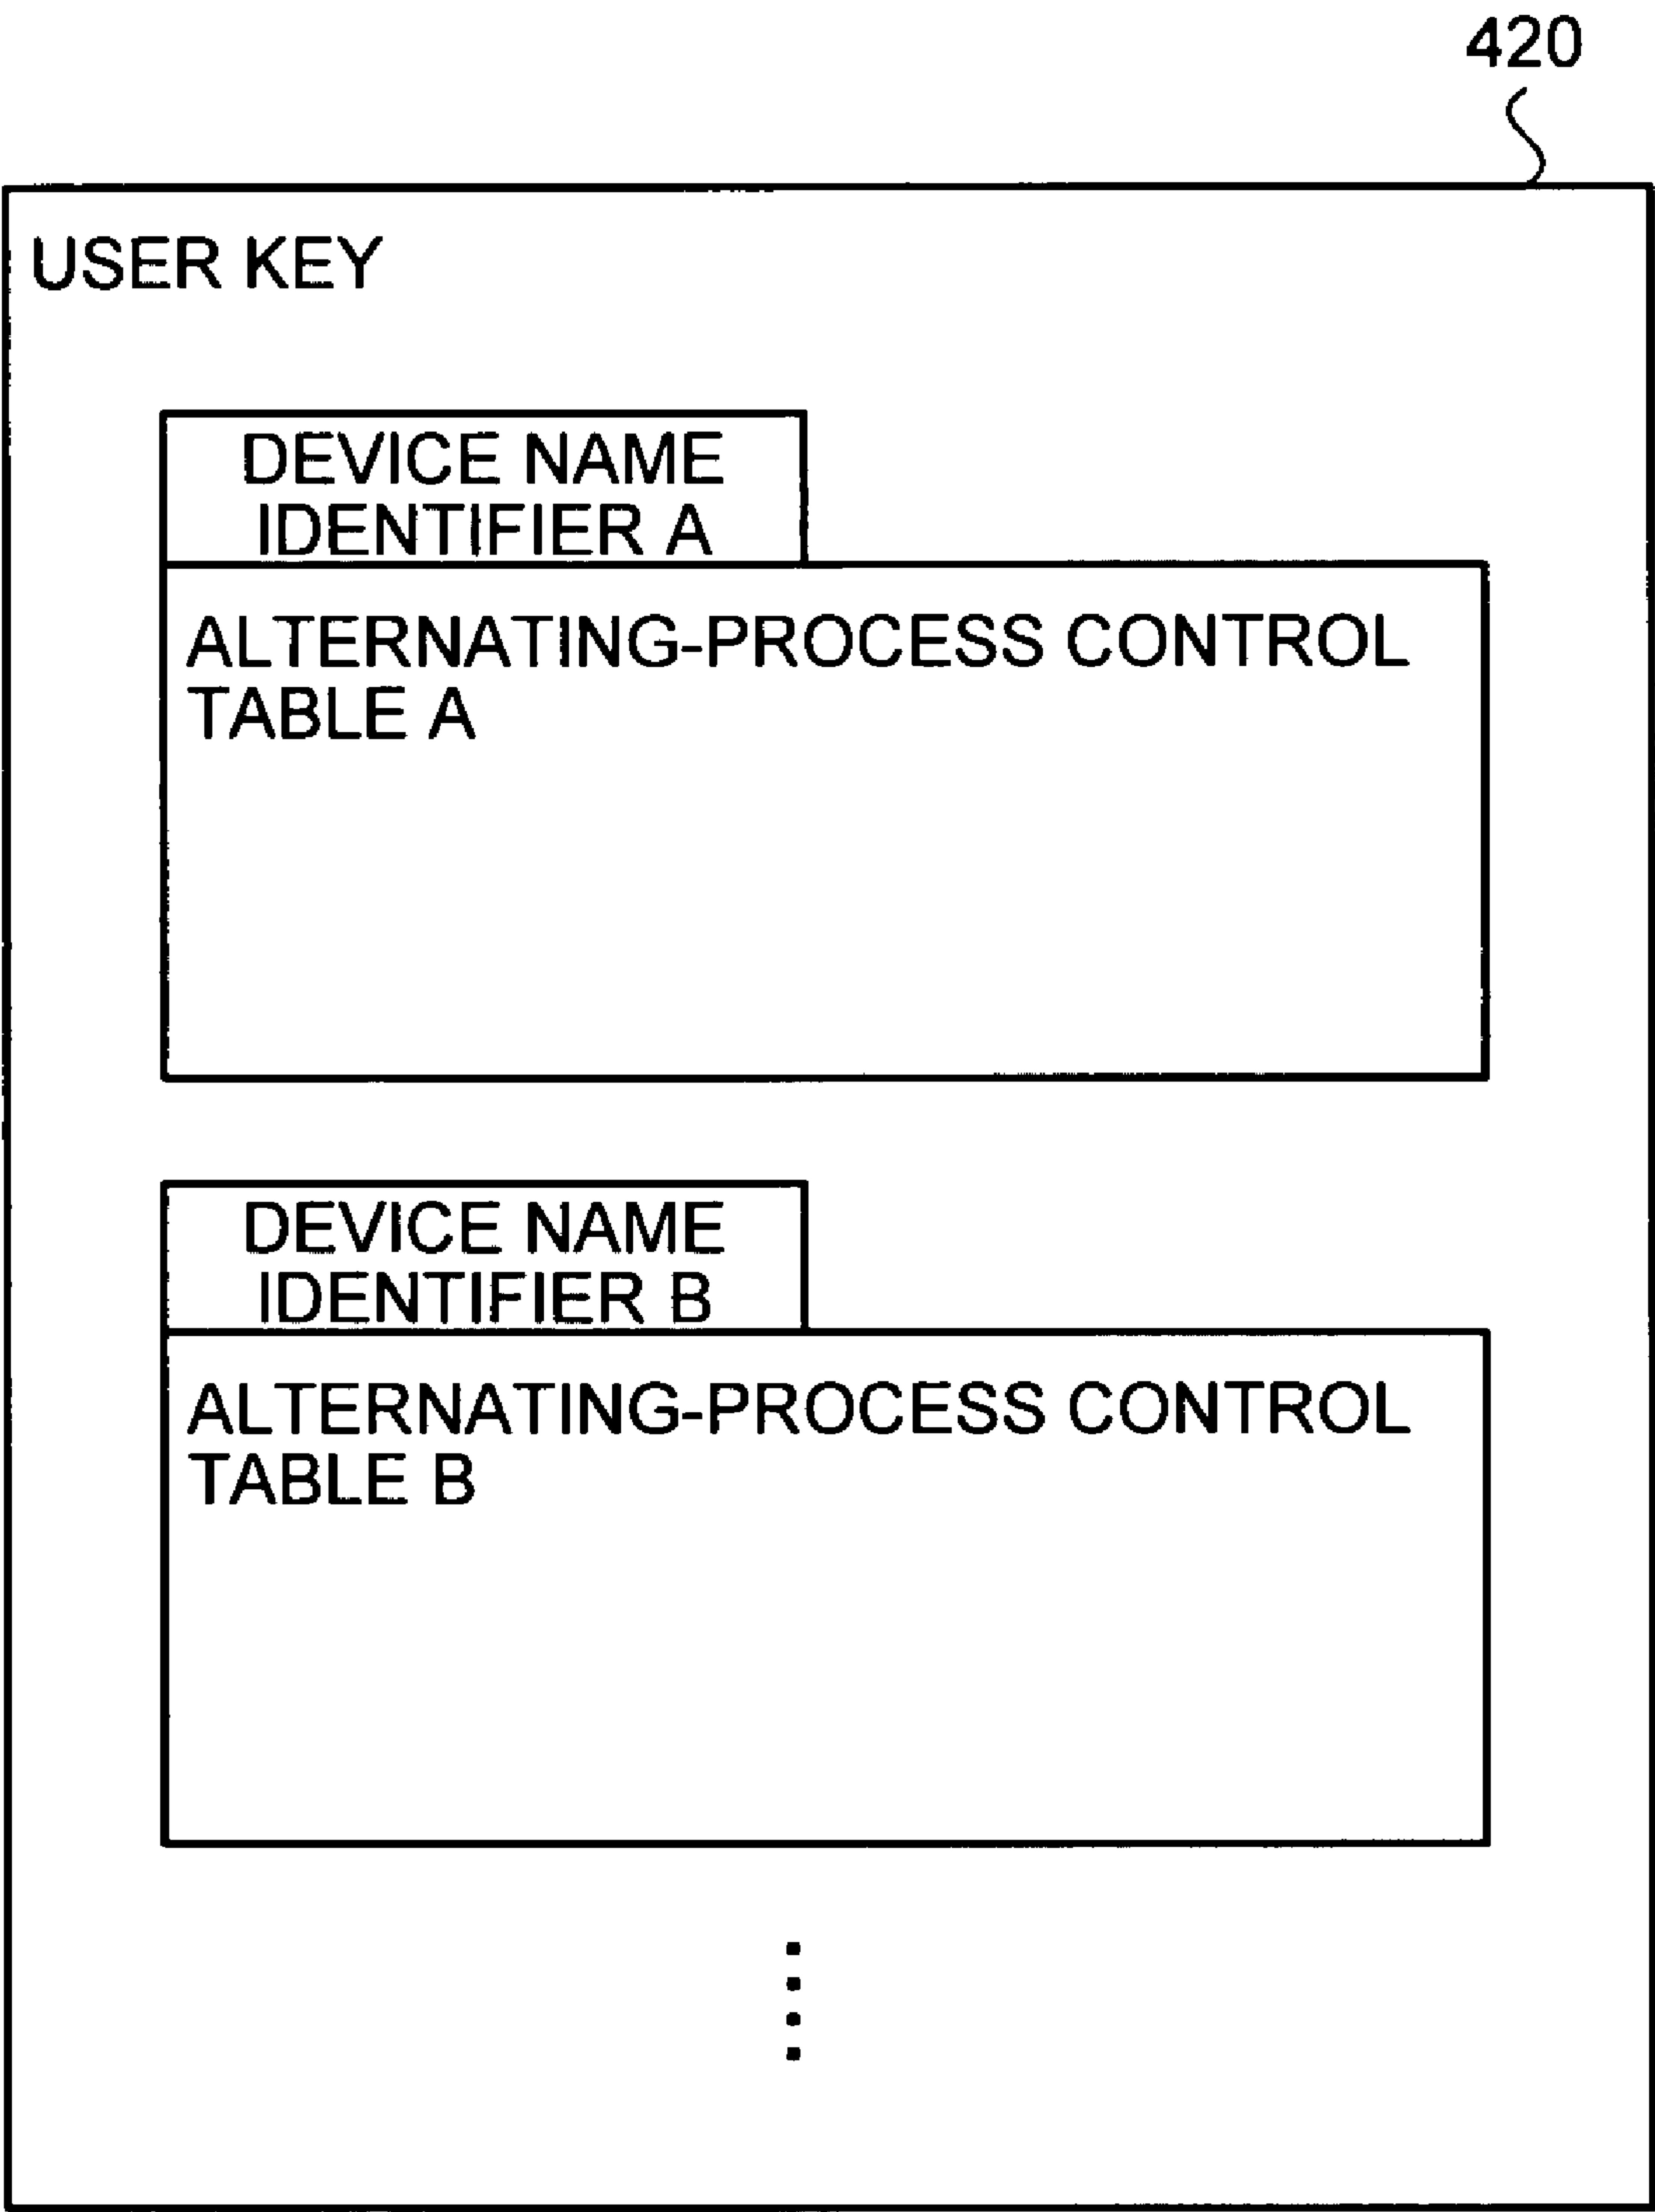 420
USER KEY
DEVICE NAME
IDENTIFIER A
ALTERNATING-PROCESS CONTROL
TABLE A
DEVICE NAME
IDENTIFIER B
ALTERNATING-PROCESS CONTROL
TABLE B